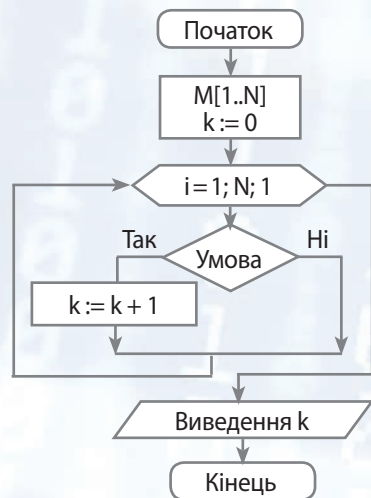 Початок
M[1..N]
k := 0
i = 1; N; 1
Так
Умова
Ні
k := k + 1
Виведення k
Кінець